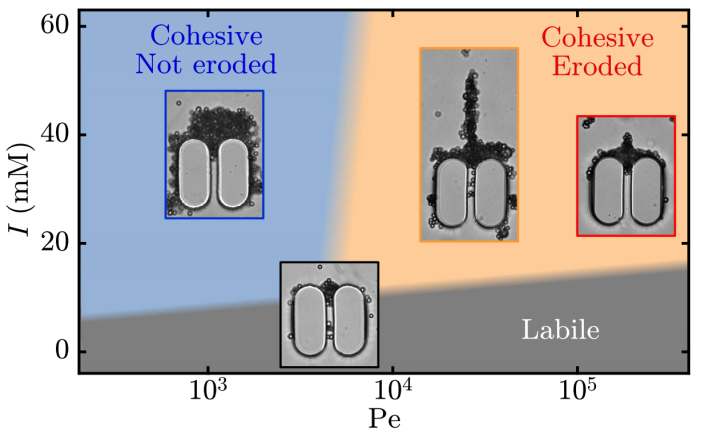 60
40
20
0
I (mM)
Cohesive
Not eroded
Cohesive
Eroded
Labile
10³
10⁴
10⁵
Pe